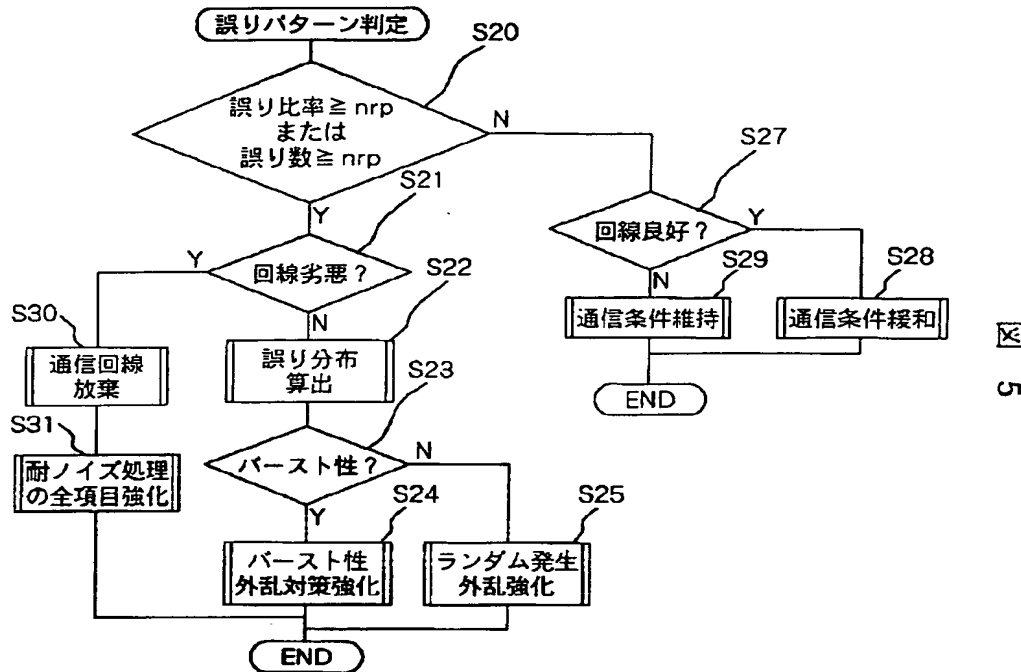 誤りパターン判定
S20
誤り比率≧nrp
または
誤り数≧nrp
N
Y
S27
回線良好？
Y
N
S21
回線劣悪？
Y
N
S29
通信条件維持
S28
通信条件緩和
END
S30
通信回線
放棄
S22
誤り分布
算出
S31
耐ノイズ処理
の全項目強化
S23
バースト性？
N
Y
S24
バースト性
外乱対策強化
S25
ランダム発生
外乱強化
END
図 5